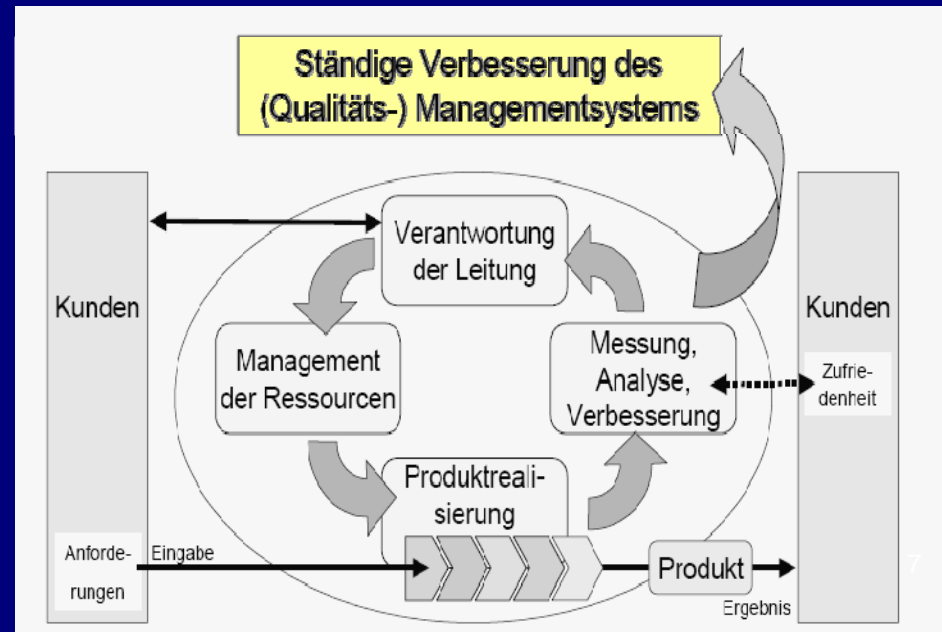 Ständige Verbesserung des
(Qualitäts-) Managementsystems
Verantwortung
der Leitung
Kunden
Kunden
Management
der Ressourcen
Messung,
Analyse,
Verbesserung
Zufrie-
denheit
Produktreali-
sierung
Anforde-
rungen
Eingabe
Produkt
Ergebnis
7